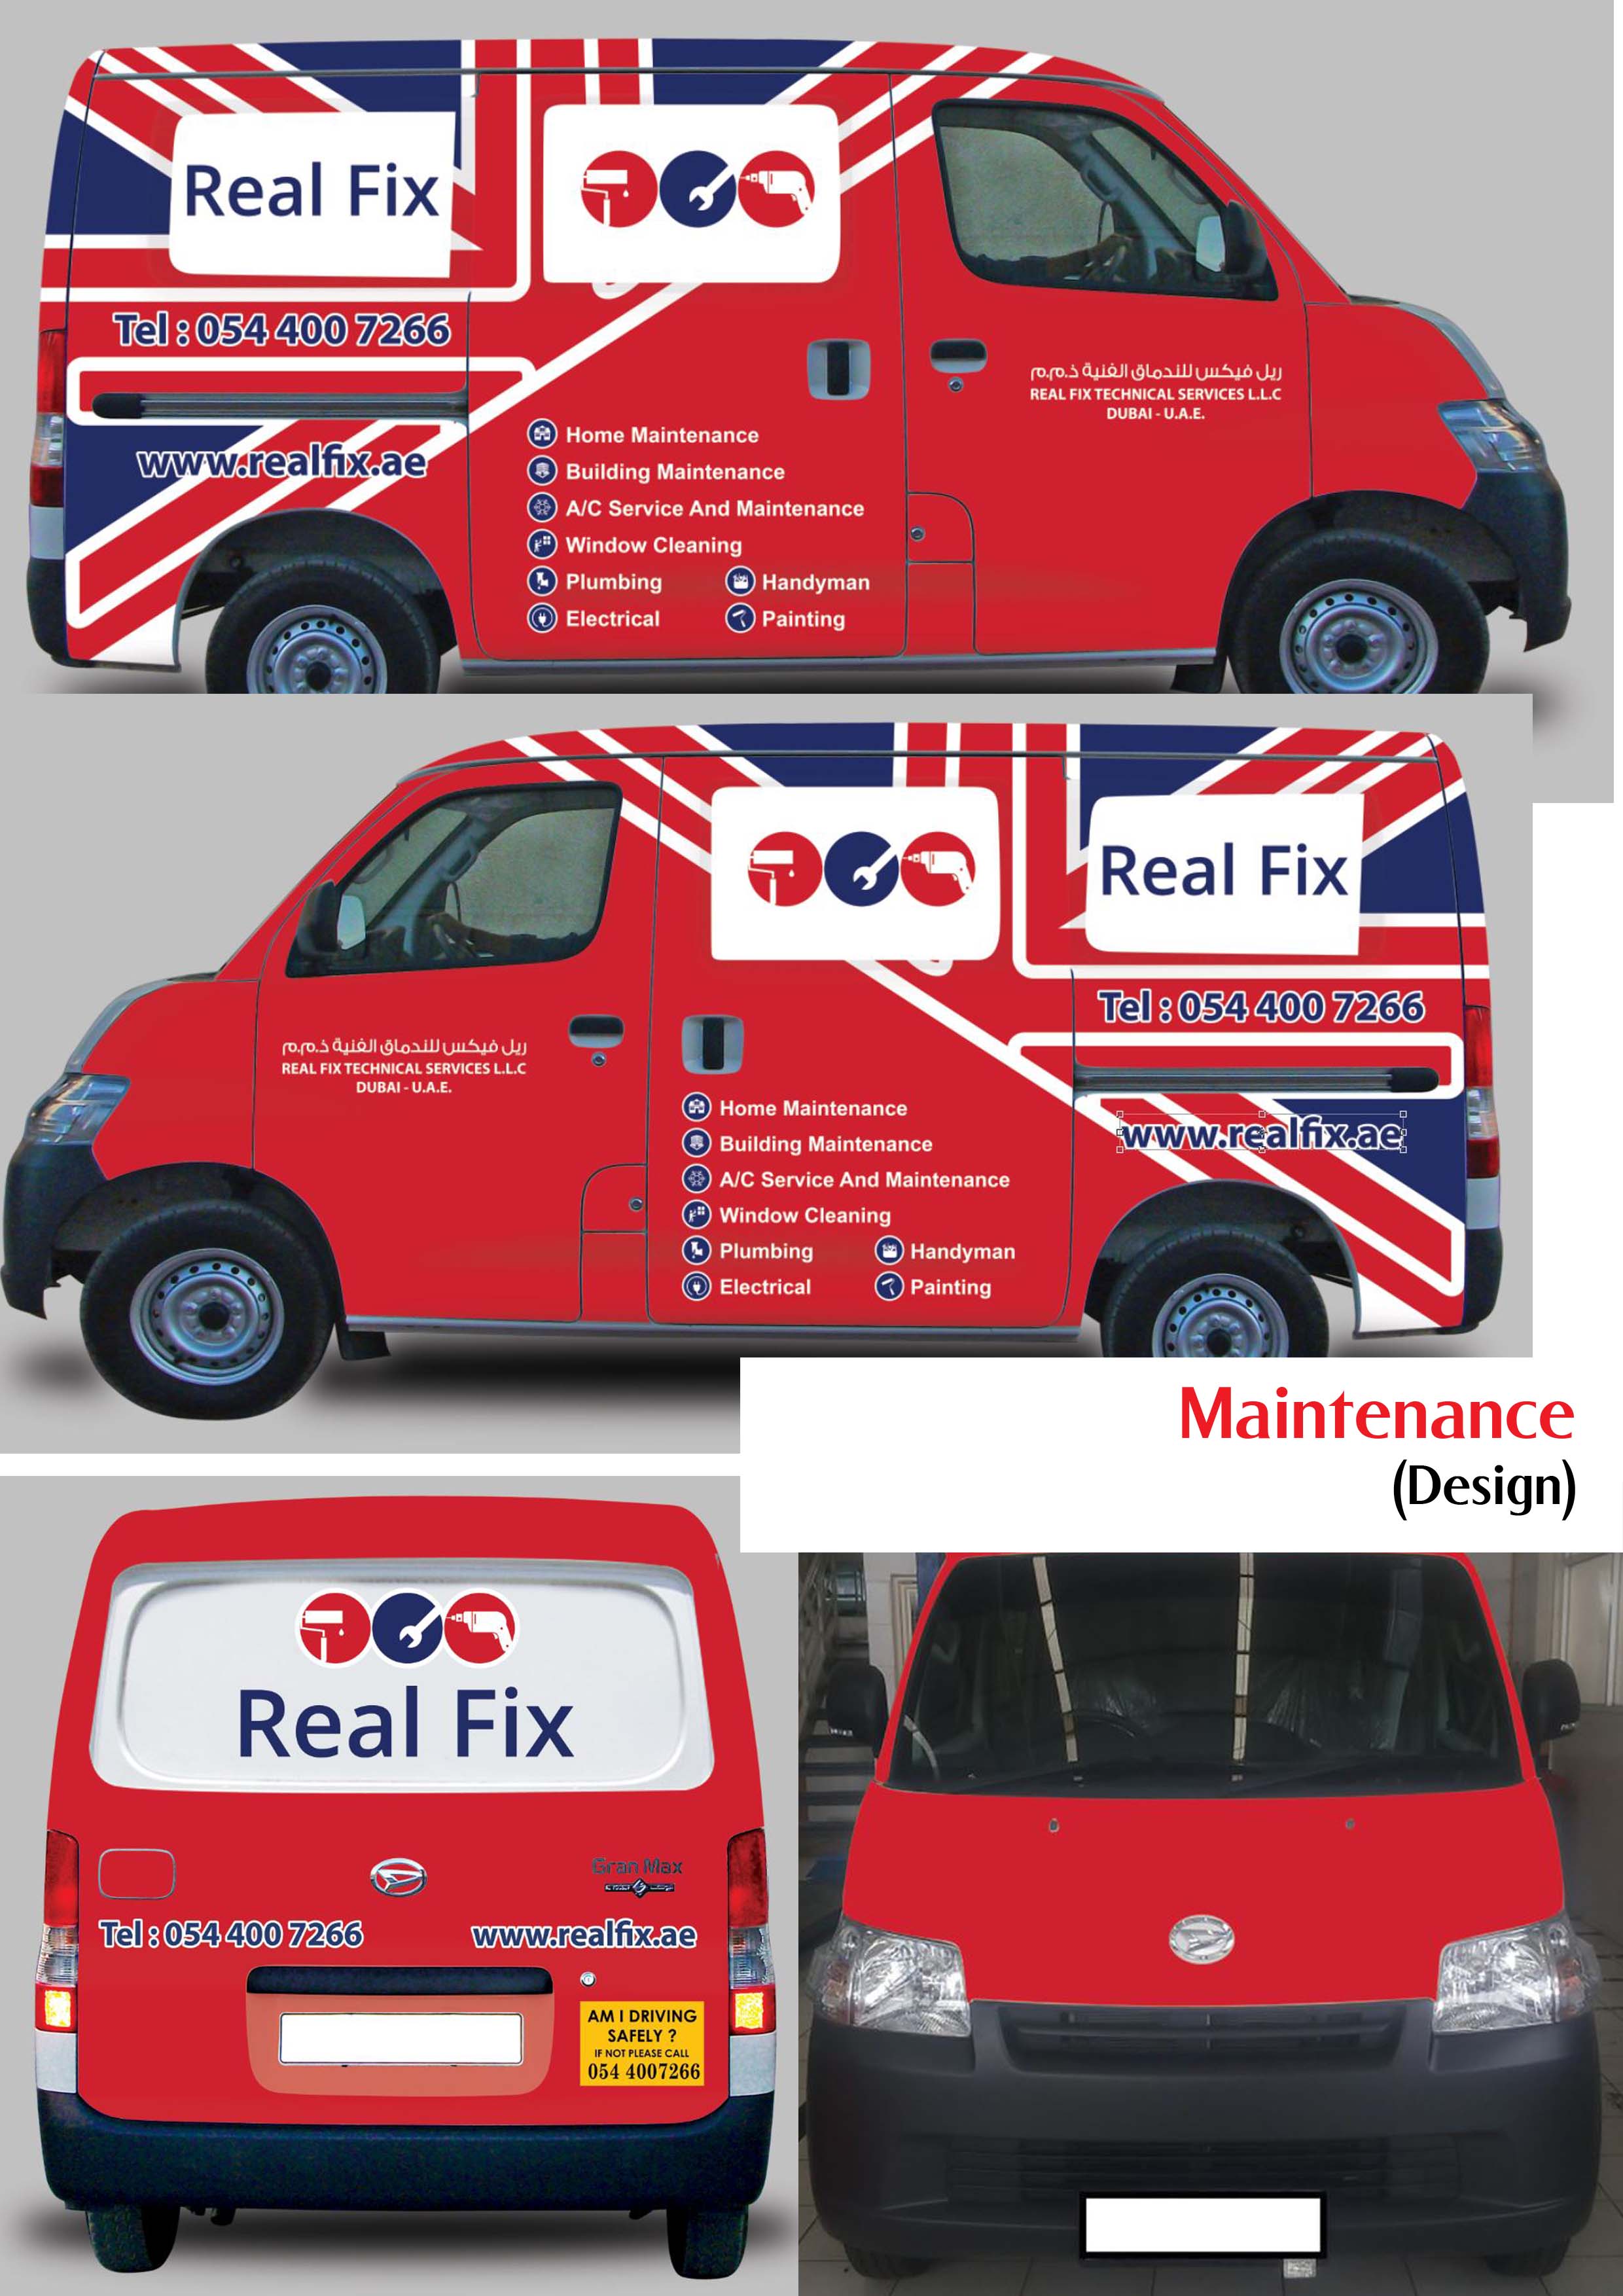 Real Fix
Tel : 054 400 7266
www.realfix.ae
Home Maintenance
Building Maintenance
A/C Service And Maintenance
Window Cleaning
Plumbing
Handyman
Electrical
Painting
ريل فيكس للندماق الفنية ذ.م.م
REAL FIX TECHNICAL SERVICES L.L.C
DUBAI - U.A.E.
Real Fix
Tel : 054 400 7266
www.realfix.ae
ريل فيكس للندماق الفنية ذ.م.م
REAL FIX TECHNICAL SERVICES L.L.C
DUBAI - U.A.E.
Home Maintenance
Building Maintenance
A/C Service And Maintenance
Window Cleaning
Plumbing
Handyman
Electrical
Painting
Maintenance
(Design)
Real Fix
Gran Max
Tel : 054 400 7266
www.realfix.ae
AM I DRIVING
SAFELY ?
IF NOT PLEASE CALL
054 4007266